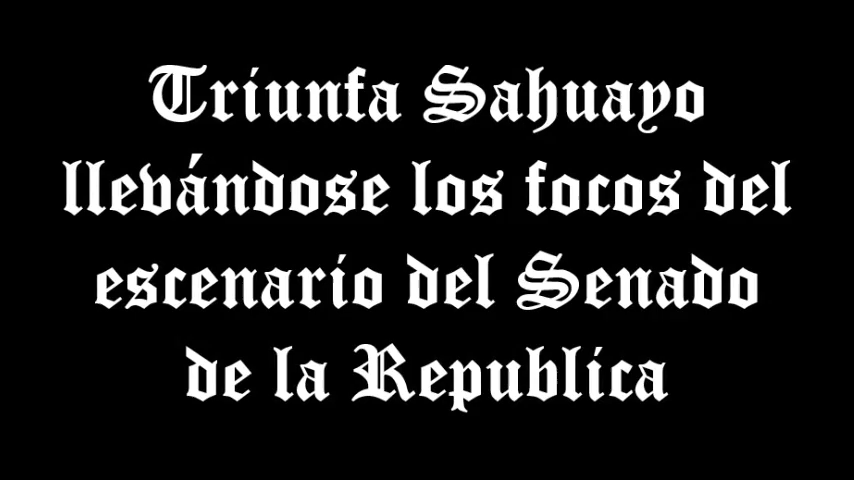 Triunfa Sahuayo
llevándose los focos del
escenario del Senado
de la Republica